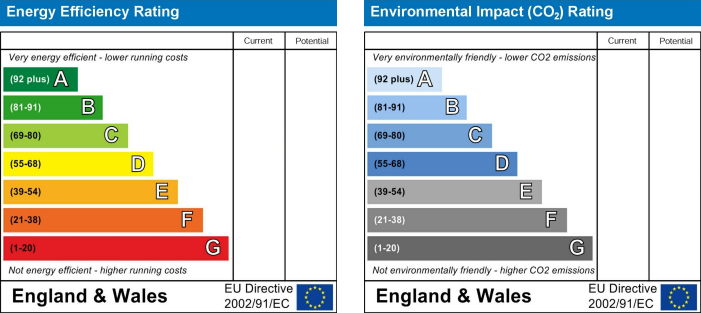 Energy Efficiency Rating
Current Potential
Very energy efficient - lower running costs
(92 plus) A
(81-91) B
(69-80) C
(55-68) D
(39-54) E
(21-38) F
(1-20) G
Not energy efficient - higher running costs
England & Wales
EU Directive
2002/91/EC
Environmental Impact (CO₂) Rating
Current Potential
Very environmentally friendly - lower CO2 emissions
(92 plus) A
(81-91) B
(69-80) C
(55-68) D
(39-54) E
(21-38) F
(1-20) G
Not environmentally friendly - higher CO2 emissions
England & Wales
EU Directive
2002/91/EC